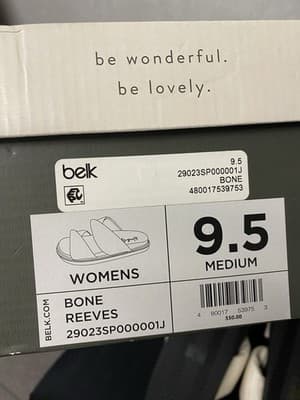 be wonderful.
be lovely.
belk
9.5
29023SP000001J
BONE
480017539753
WOMENS
9.5
MEDIUM
BELK.COM
BONE
REEVES
29023SP000001J
4 80017 53975 3
$50.00